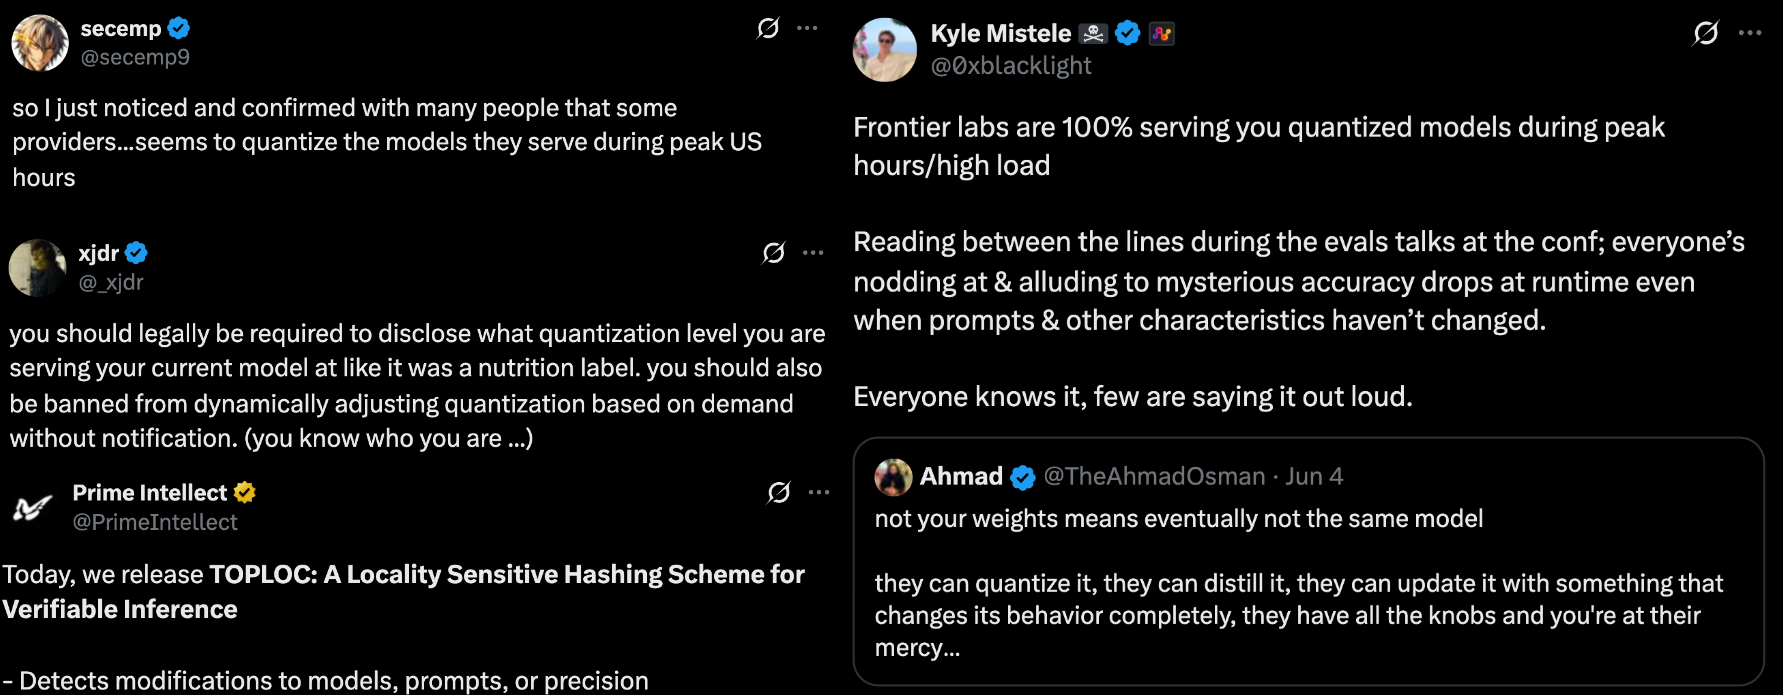 secemp
@secemp9
so I just noticed and confirmed with many people that some
providers...seems to quantize the models they serve during peak US
hours
xjdr
@_xjdr
you should legally be required to disclose what quantization level you are
serving your current model at like it was a nutrition label. you should also
be banned from dynamically adjusting quantization based on demand
without notification. (you know who you are ...)
Prime Intellect
@PrimeIntellect
Today, we release TOPLOC: A Locality Sensitive Hashing Scheme for
Verifiable Inference
- Detects modifications to models, prompts, or precision
Kyle Mistele
@0xblacklight
Frontier labs are 100% serving you quantized models during peak
hours/high load
Reading between the lines during the evals talks at the conf; everyone's
nodding at & alluding to mysterious accuracy drops at runtime even
when prompts & other characteristics haven't changed.
Everyone knows it, few are saying it out loud.
Ahmad @TheAhmadOsman · Jun 4
not your weights means eventually not the same model
they can quantize it, they can distill it, they can update it with something that
changes its behavior completely, they have all the knobs and you're at their
mercy...